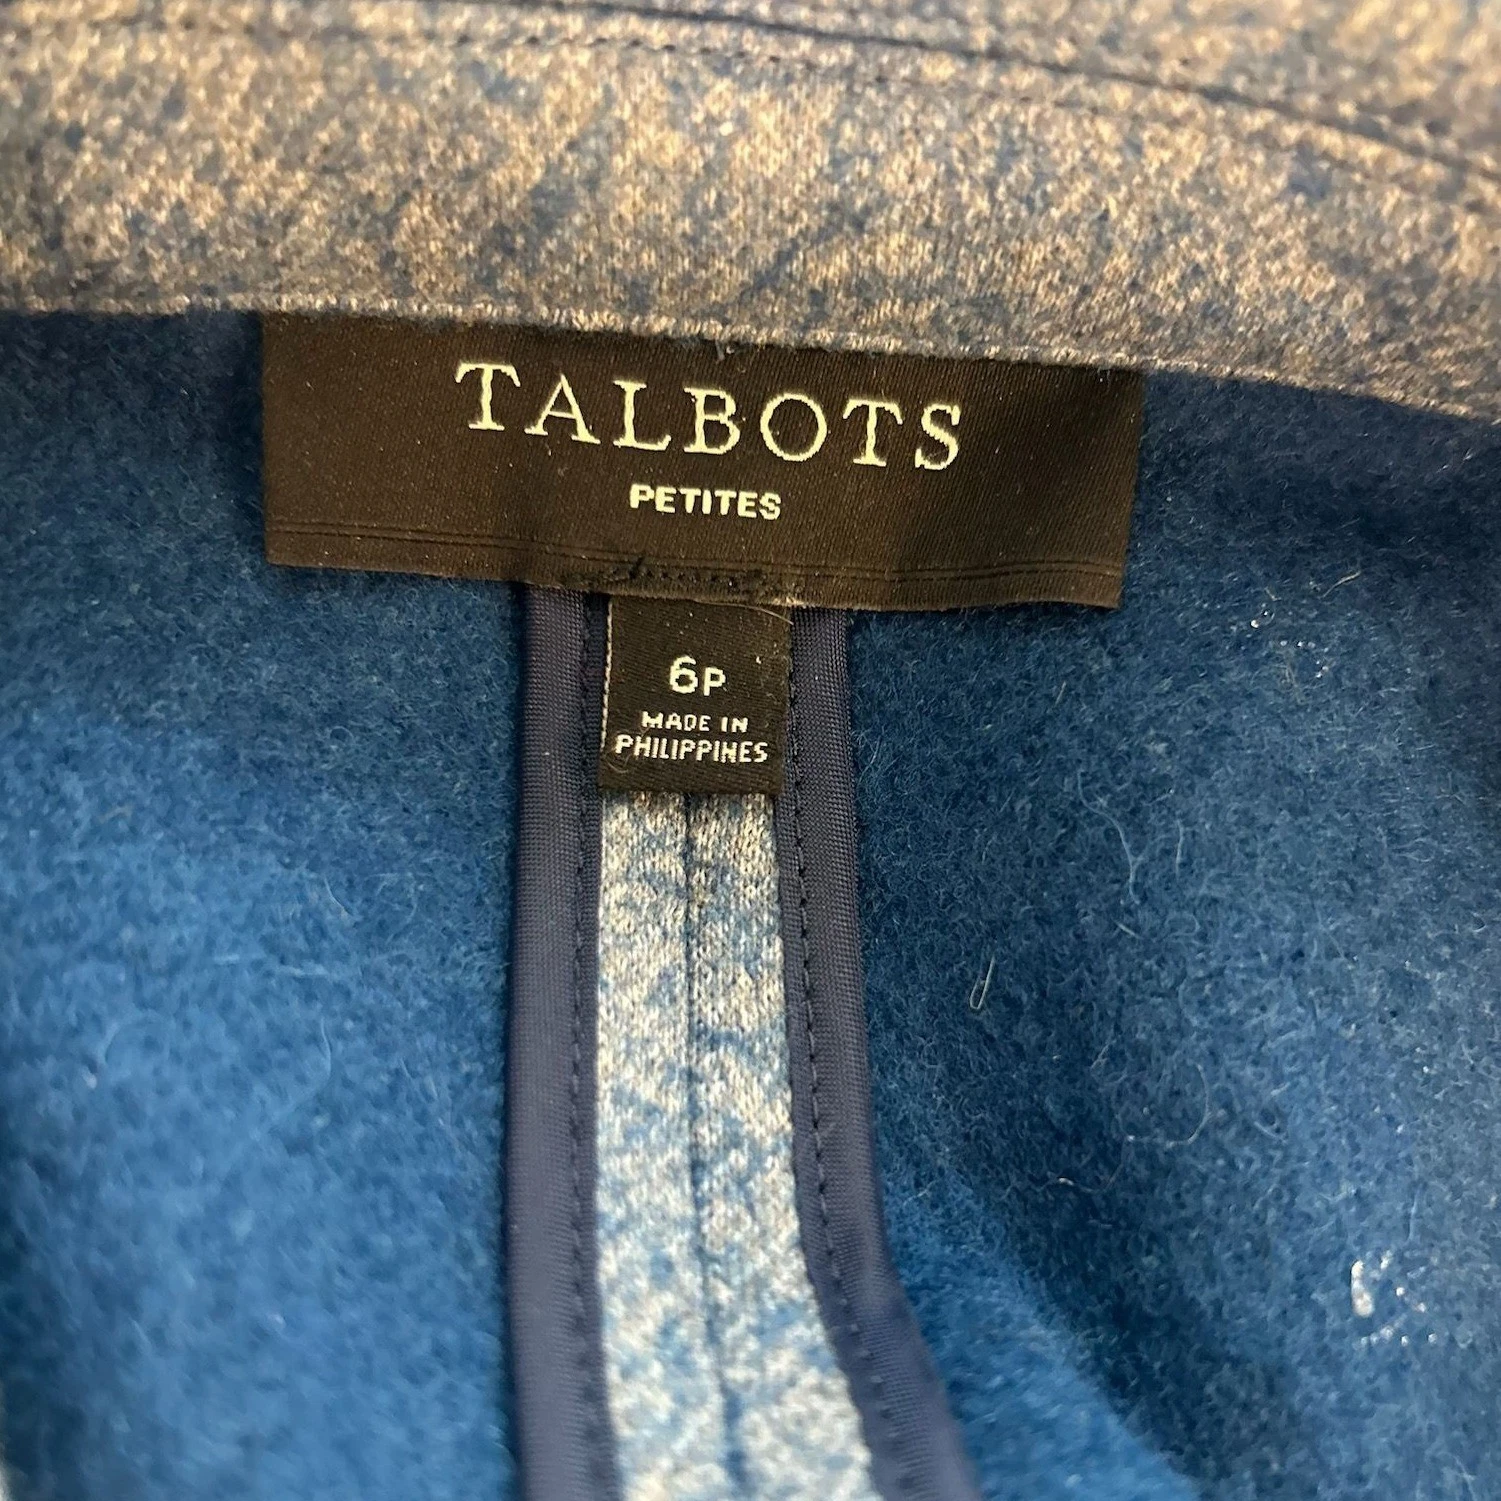 TALBOTS
PETITES
6P
MADE IN
PHILIPPINES